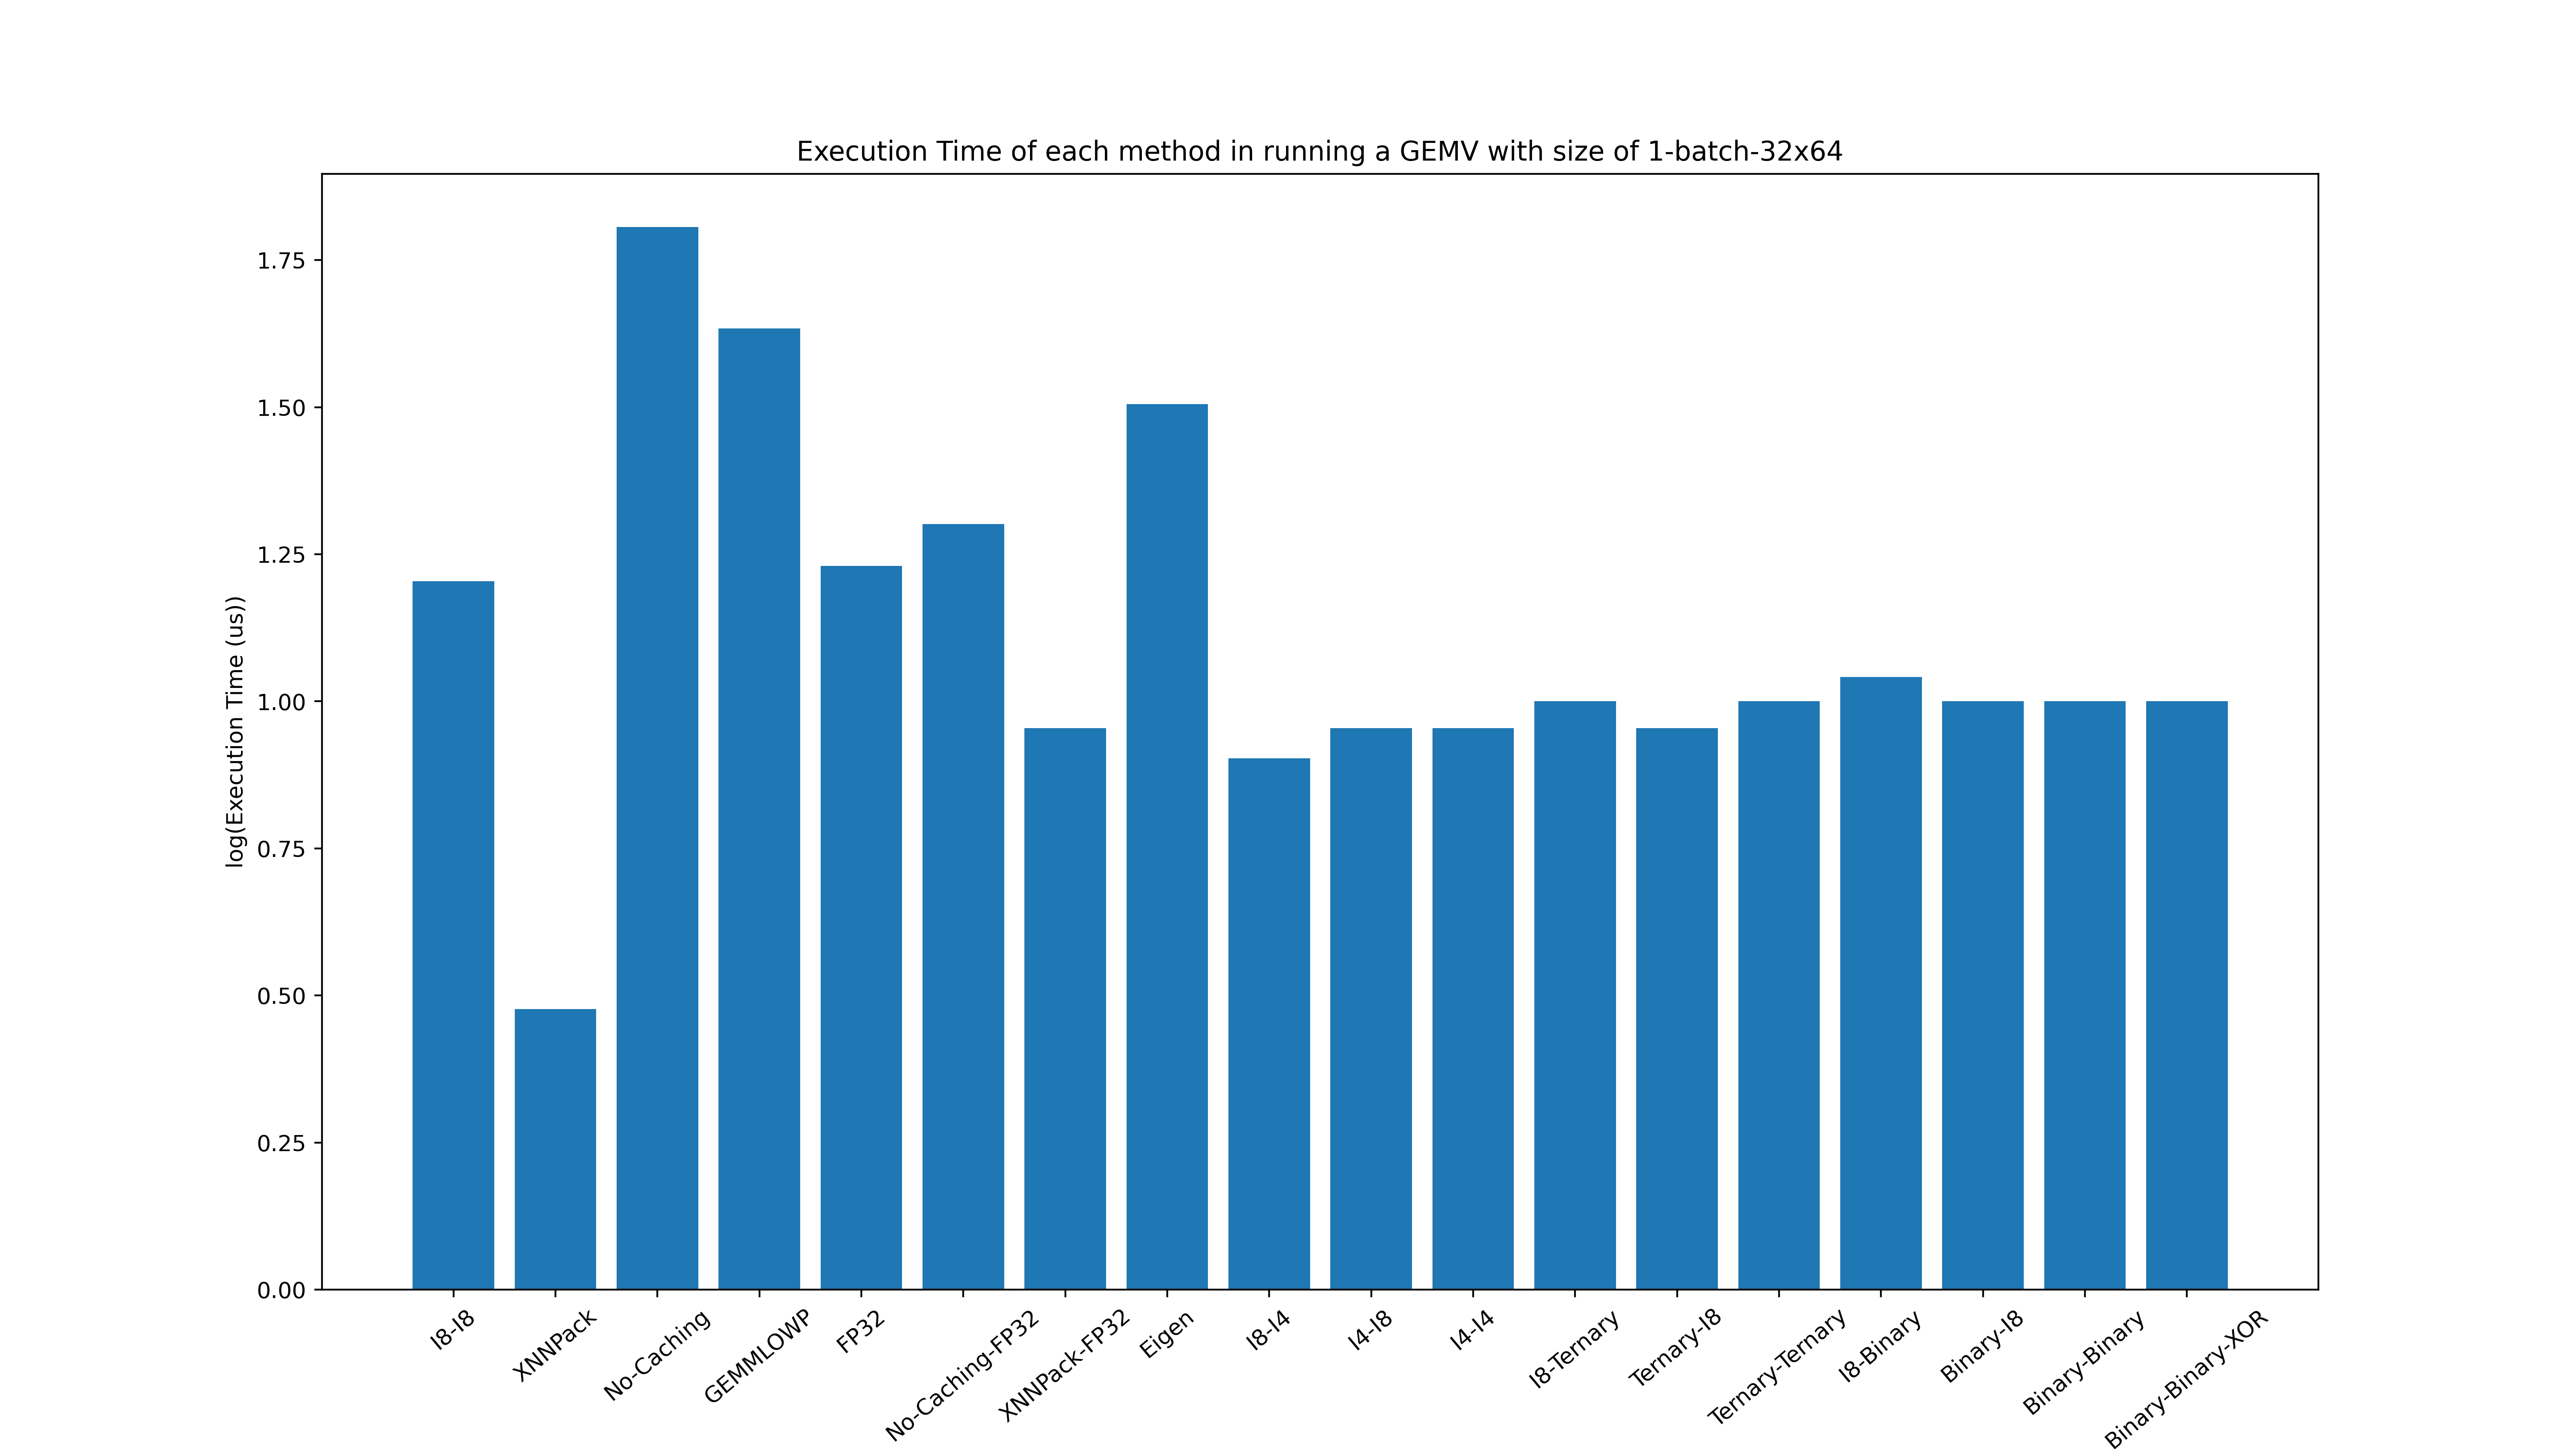 Execution Time of each method in running a GEMV with size of 1-batch-32x64
log(Execution Time (us))
1.75
1.50
1.25
1.00
0.75
0.50
0.25
0.00
I8-I8
XNNPack
No-Caching
GEMMLOWP
FP32
No-Caching-FP32
XNNPack-FP32
Eigen
I8-I4
I4-I8
I4-I4
I8-Ternary
Ternary-I8
Ternary-Ternary
I8-Binary
Binary-I8
Binary-Binary
Binary-Binary-XOR